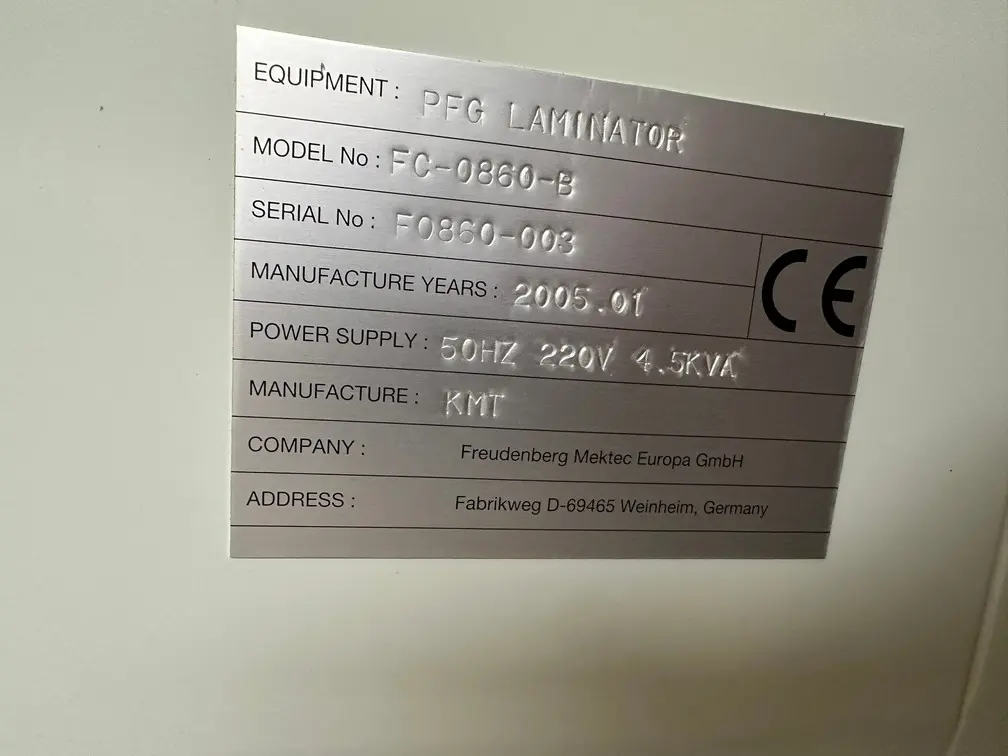 EQUIPMENT : PFG LAMINATOR
MODEL No : FC-0860-B
SERIAL No : F0860-003
MANUFACTURE YEARS : 2005.01
CE
POWER SUPPLY : 50HZ 220V 4.5KVA
MANUFACTURE : KMT
COMPANY : Freudenberg Mektec Europa GmbH
ADDRESS : Fabrikweg D-69465 Weinheim, Germany